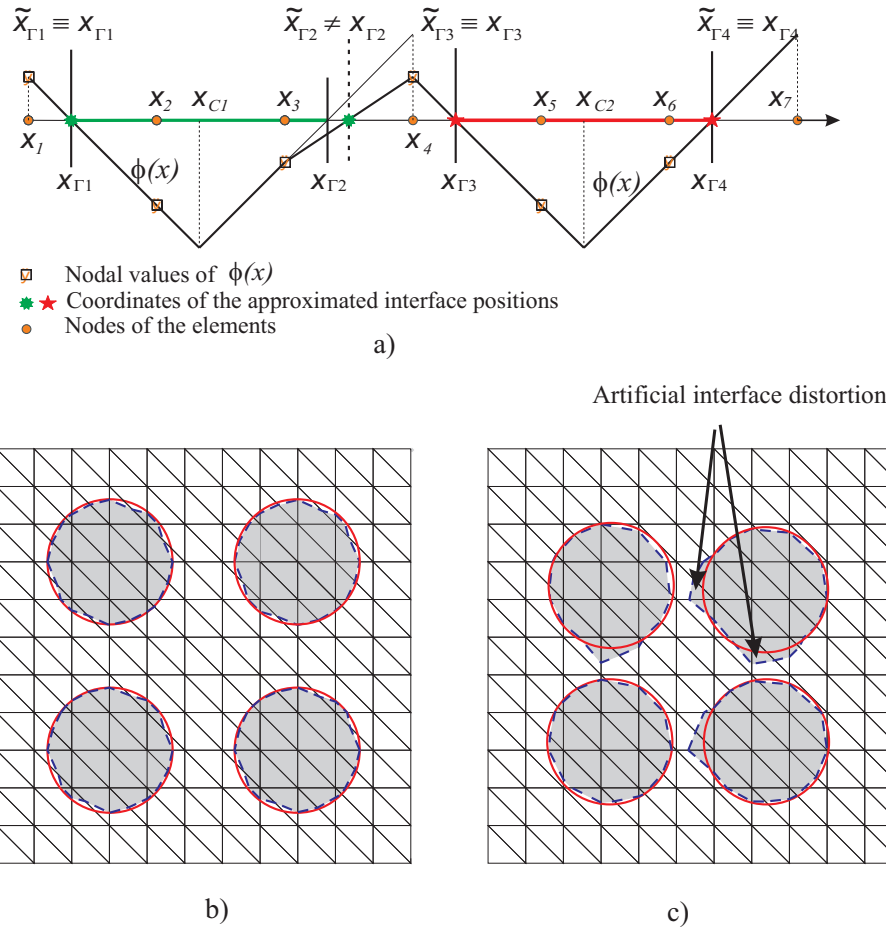 x̃Γ1 ≡ xΓ1 x̃Γ2 ≠ xΓ2 x̃Γ3 ≡ xΓ3 x̃Γ4 ≡ xΓ4
x2 xC1 x3 x5 xC2 x6 x7
x1 x4
ϕ(x) ϕ(x)
xΓ1 xΓ2 xΓ3 xΓ4
Nodal values of ϕ(x)
Coordinates of the approximated interface positions
Nodes of the elements
a)
Artificial interface distortion
b)
c)